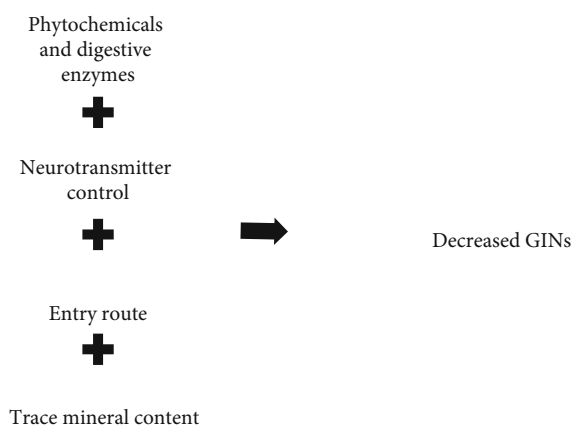 Phytochemicals
and digestive
enzymes
Neurotransmitter
control
Decreased GINs
Entry route
Trace mineral content